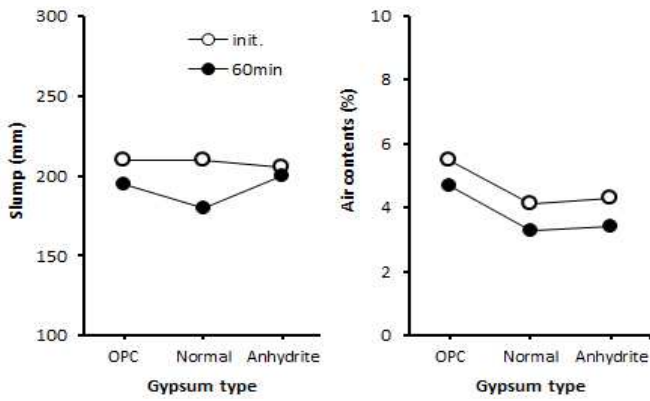 300
250
200
150
100
Slump (mm)
init.
60min
OPC Normal Anhydrite
Gypsum type
10
8
6
4
2
0
Air contents (%)
OPC Normal Anhydrite
Gypsum type